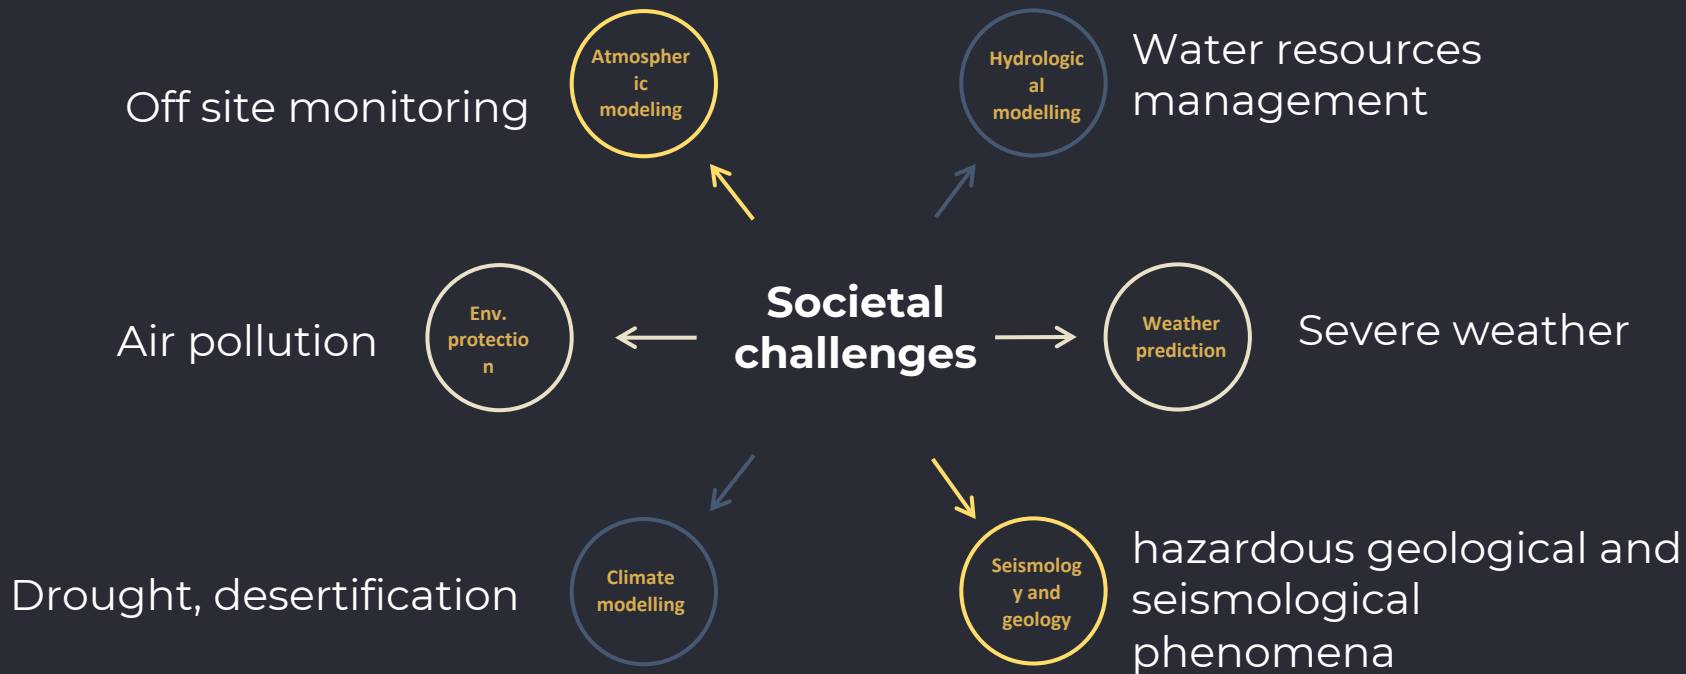 Off site monitoring
Atmospher
ic
modeling
Hydrologic
al
modelling
Water resources
management
Air pollution
Env.
protectio
n
Societal
challenges
Weather
prediction
Severe weather
Drought, desertification
Climate
modelling
Seismolog
y and
geology
hazardous geological and
seismological
phenomena